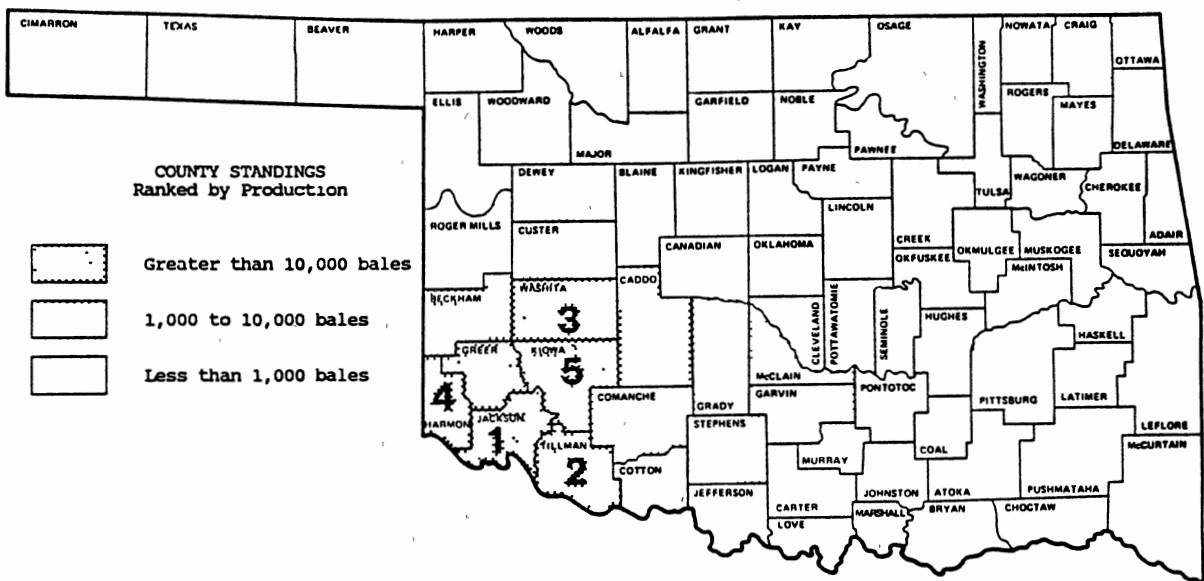 CIMARRON
TEXAS
BEAVER
HARPER
WOODS
ALFALFA
GRANT
KAY
OSAGE
WASHINGTON
NOWATA
CRAIG
OTTAWA
ELLIS
WOODWARD
MAJOR
GARFIELD
NOBLE
PAWNEE
ROGERS
MAYES
DELAWARE
COUNTY STANDINGS
Ranked by Production
Greater than 10,000 bales
1,000 to 10,000 bales
Less than 1,000 bales
DEWEY
BLAINE
KINGFISHER
LOGAN
PAYNE
TULSA
WAGONER
CHEROKEE
ADAIR
ROGER MILLS
CUSTER
CANADIAN
OKLAHOMA
LINCOLN
CREEK
OKFUSKEE
OKMULGEE
MUSKOGEE
McINTOSH
SEQUOYAH
BECKHAM
WASHITA
3
CADDO
CLEVELAND
POTTAWATOMIE
SEMINOLE
HUGHES
HASKELL
GREER
KIOWA
5
COMANCHE
GRADY
McCLAIN
GARVIN
PONTOTOC
PITTSBURG
LATIMER
LEFLORE
4
HARMON
JACKSON
1
TILLMAN
2
COTTON
STEPHENS
JEFFERSON
MURRAY
CARTER
LOVE
JOHNSTON
MARSHALL
COAL
ATOKA
BRYAN
PUSHMATAHA
CHOCTAW
McCURTAIN